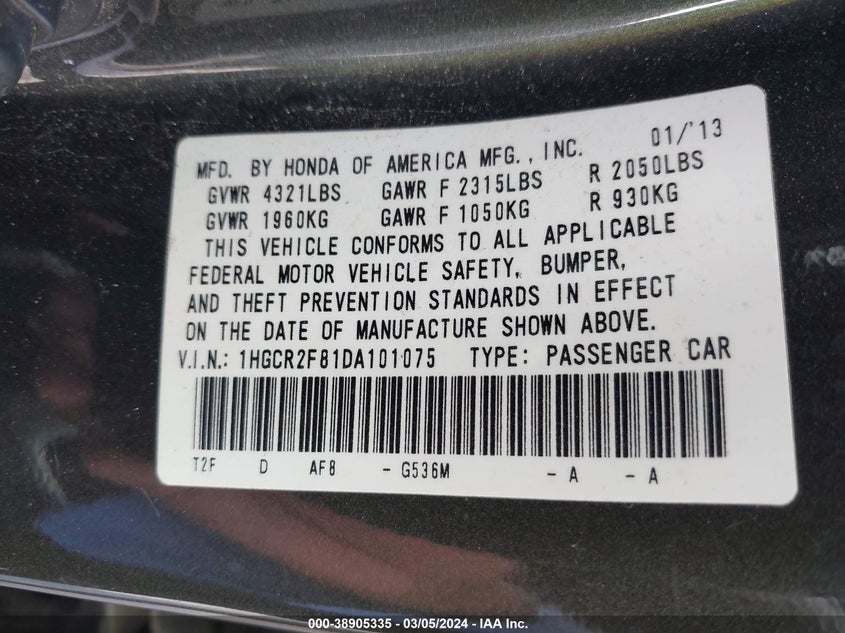 MFD. BY HONDA OF AMERICA MFG., INC. 01/'13
GVWR 4321LBS GAWR F 2315LBS R 2050LBS
GVWR 1960KG GAWR F 1050KG R 930KG
THIS VEHICLE CONFORMS TO ALL APPLICABLE
FEDERAL MOTOR VEHICLE SAFETY, BUMPER,
AND THEFT PREVENTION STANDARDS IN EFFECT
ON THE DATE OF MANUFACTURE SHOWN ABOVE.
V.I.N.: 1HGCR2F81DA101075 TYPE: PASSENGER CAR
T2F D AF8 - G536M - A - A
000-38905335 - 03/05/2024 - IAA Inc.